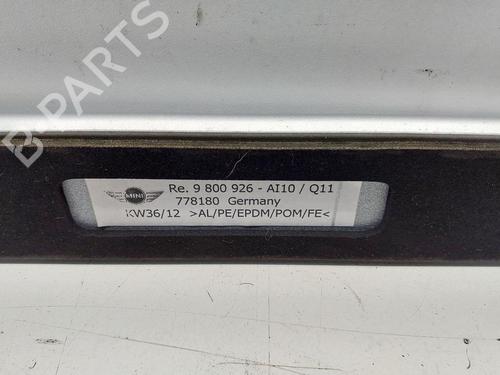 B-PARTS
MINI
Re. 9 800 926 - AI10 / Q11
778180 Germany
KW36/12 >AL/PE/EPDM/POM/FE<